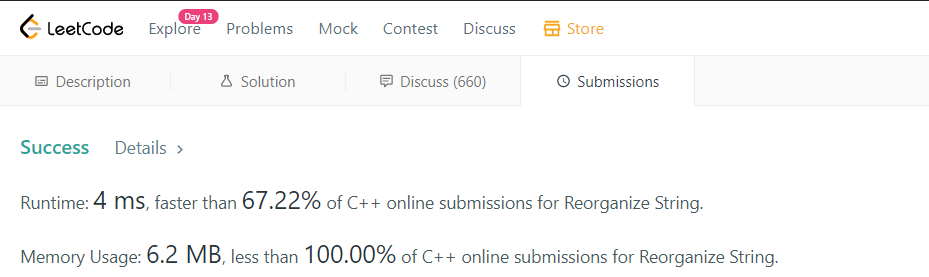 Day 13
LeetCode Explore Problems Mock Contest Discuss Store
Description Solution Discuss (660) Submissions
Success Details >
Runtime: 4 ms, faster than 67.22% of C++ online submissions for Reorganize String.
Memory Usage: 6.2 MB, less than 100.00% of C++ online submissions for Reorganize String.